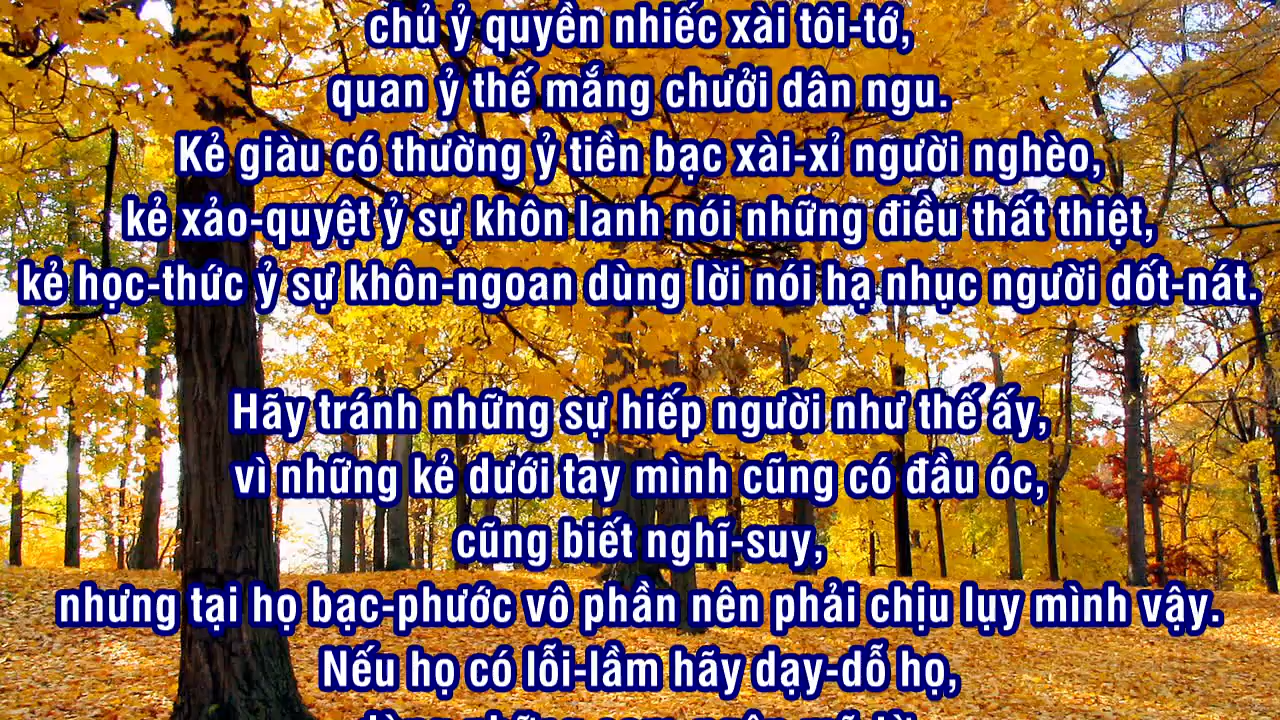 chủ ỷ quyền nhiếc xài tôi-tớ,
quan ỷ thế mắng chưởi dân ngu.
Kẻ giàu có thường ỷ tiền bạc xài-xỉ người nghèo,
kẻ xảo-quyệt ỷ sự khôn lanh nói những điều thất thiệt,
kẻ học-thức ỷ sự khôn-ngoan dùng lời nói hạ nhục người dốt-nát.
Hãy tránh những sự hiếp người như thế ấy,
vì những kẻ dưới tay mình cũng có đầu óc,
cũng biết nghĩ-suy,
nhưng tại họ bạc-phước vô phần nên phải chịu lụy mình vậy.
Nếu họ có lỗi-lầm hãy dạy-dỗ họ,